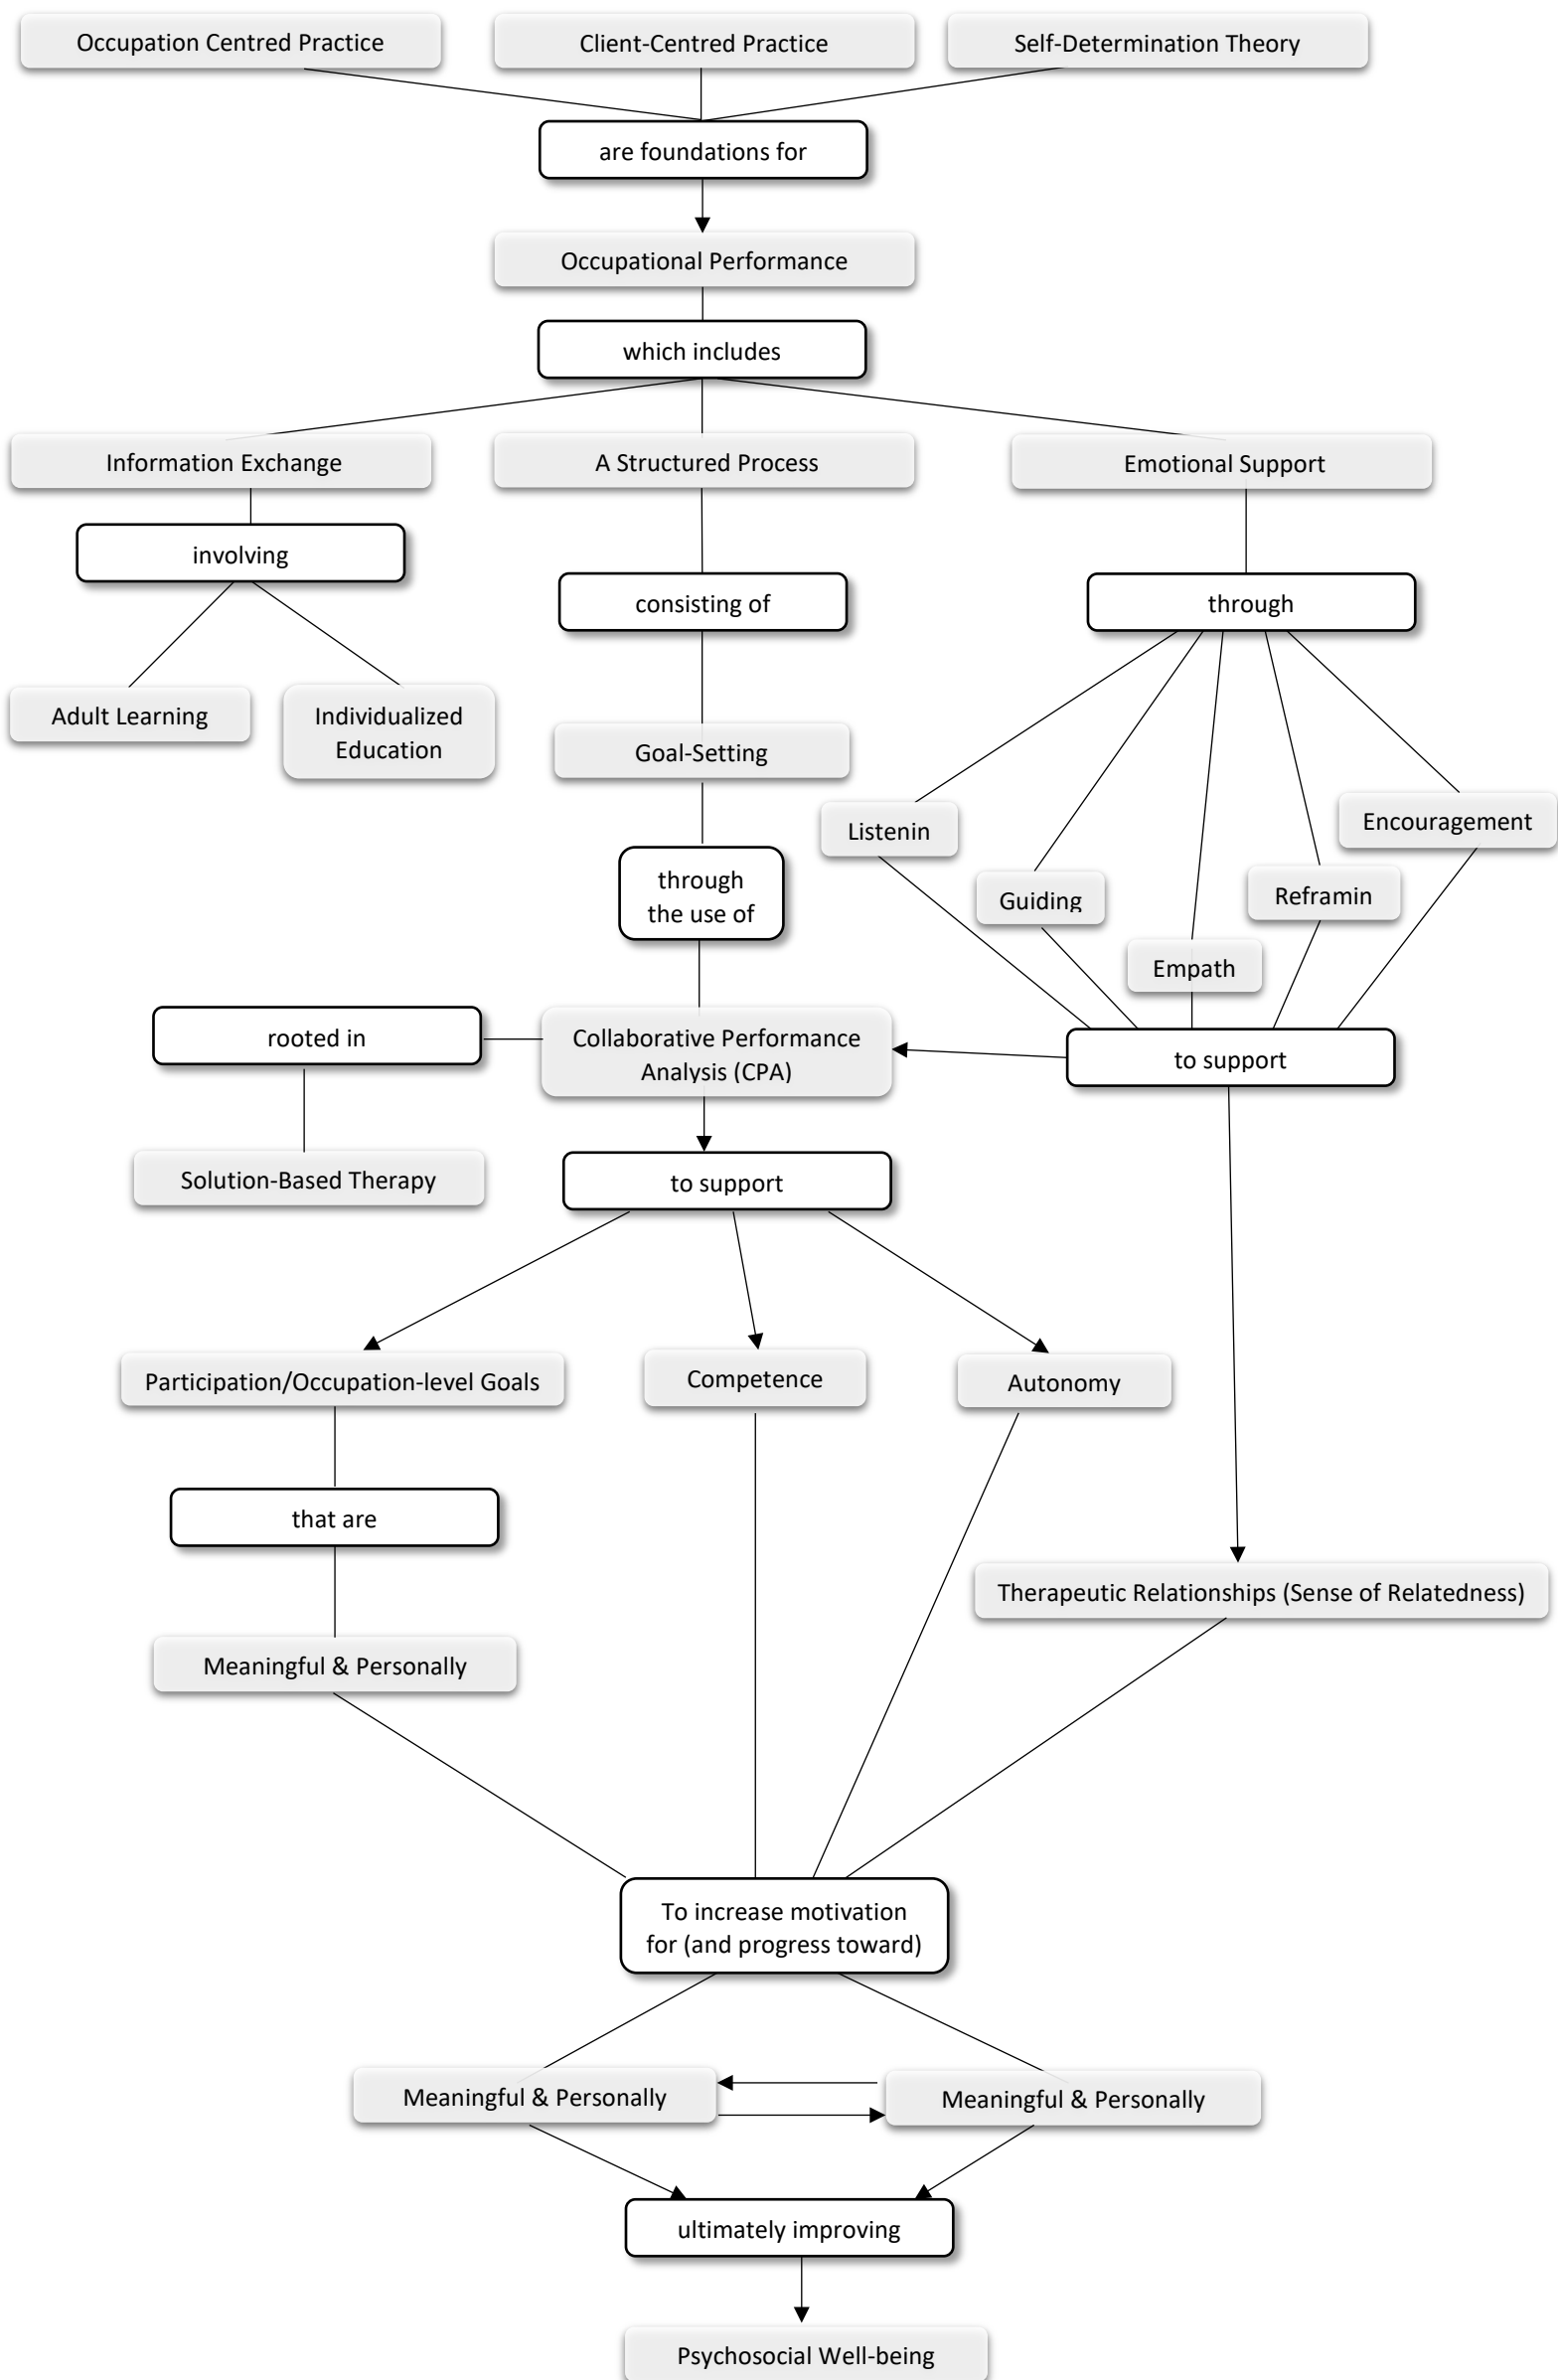 Occupation Centred Practice
Client-Centred Practice
Self-Determination Theory
are foundations for
Occupational Performance
which includes
Information Exchange
A Structured Process
Emotional Support
involving
consisting of
through
Adult Learning
Individualized
Education
Goal-Setting
Listenin
Encouragement
through
the use of
Guiding
Reframin
Empath
rooted in
Collaborative Performance
Analysis (CPA)
to support
Solution-Based Therapy
to support
Participation/Occupation-level Goals
Competence
Autonomy
that are
Therapeutic Relationships (Sense of Relatedness)
Meaningful & Personally
To increase motivation
for (and progress toward)
Meaningful & Personally
Meaningful & Personally
ultimately improving
Psychosocial Well-being